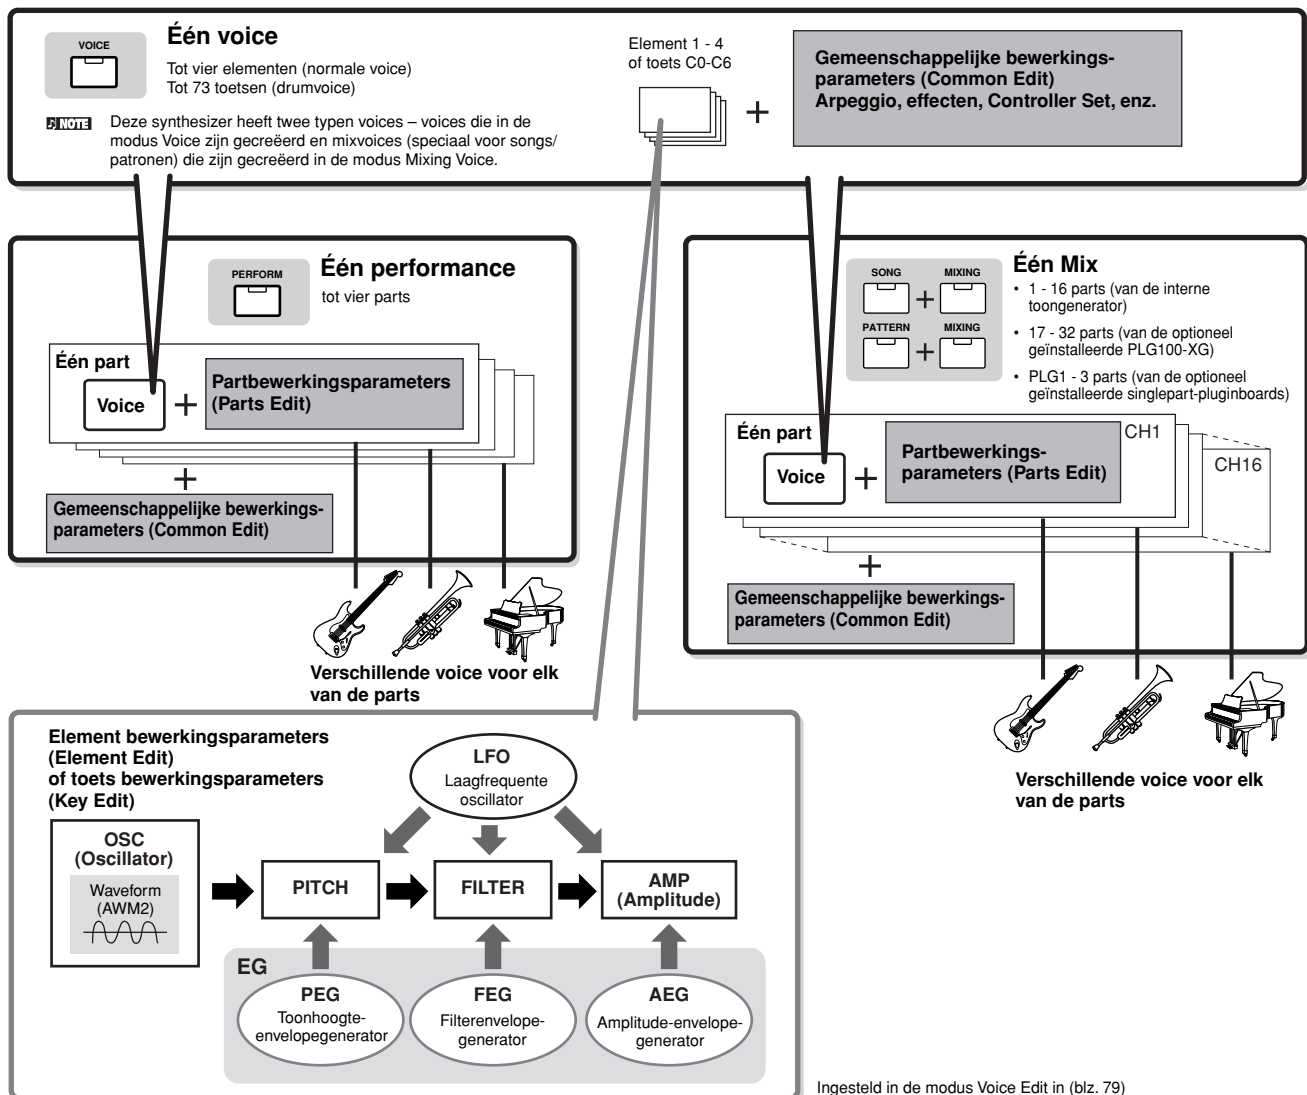 VOICE
Één voice
Tot vier elementen (normale voice)
Tot 73 toetsen (drumvoice)
NOTE
Deze synthesizer heeft twee typen voices – voices die in de
modus Voice zijn gecreëerd en mixvoices (speciaal voor songs/
patronen) die zijn gecreëerd in de modus Mixing Voice.
Element 1 - 4
of toets C0-C6
+
Gemeenschappelijke bewerkings-
parameters (Common Edit)
Arpeggio, effecten, Controller Set, enz.
PERFORM
Één performance
tot vier parts
Één part
Voice
+
Partbewerkingsparameters
(Parts Edit)
+
Gemeenschappelijke bewerkings-
parameters (Common Edit)
Verschillende voice voor elk
van de parts
SONG
+
MIXING
PATTERN
+
MIXING
Één Mix
• 1 - 16 parts (van de interne
toongenerator)
• 17 - 32 parts (van de optioneel
geïnstalleerde PLG100-XG)
• PLG1 - 3 parts (van de optioneel
geïnstalleerde singlepart-pluginboards)
Één part
Voice
+
Partbewerkings-
parameters (Parts Edit)
CH1
CH16
+
Gemeenschappelijke bewerkings-
parameters (Common Edit)
Verschillende voice voor elk
van de parts
Element bewerkingsparameters
(Element Edit)
of toets bewerkingsparameters
(Key Edit)
LFO
Laagfrequente
oscillator
OSC
(Oscillator)
Waveform
(AWM2)
PITCH
FILTER
AMP
(Amplitude)
EG
PEG
Toonhoogte-
envelopegenerator
FEG
Filterenvelope-
generator
AEG
Amplitude-envelope-
generator
Ingesteld in de modus Voice Edit in (blz. 79)